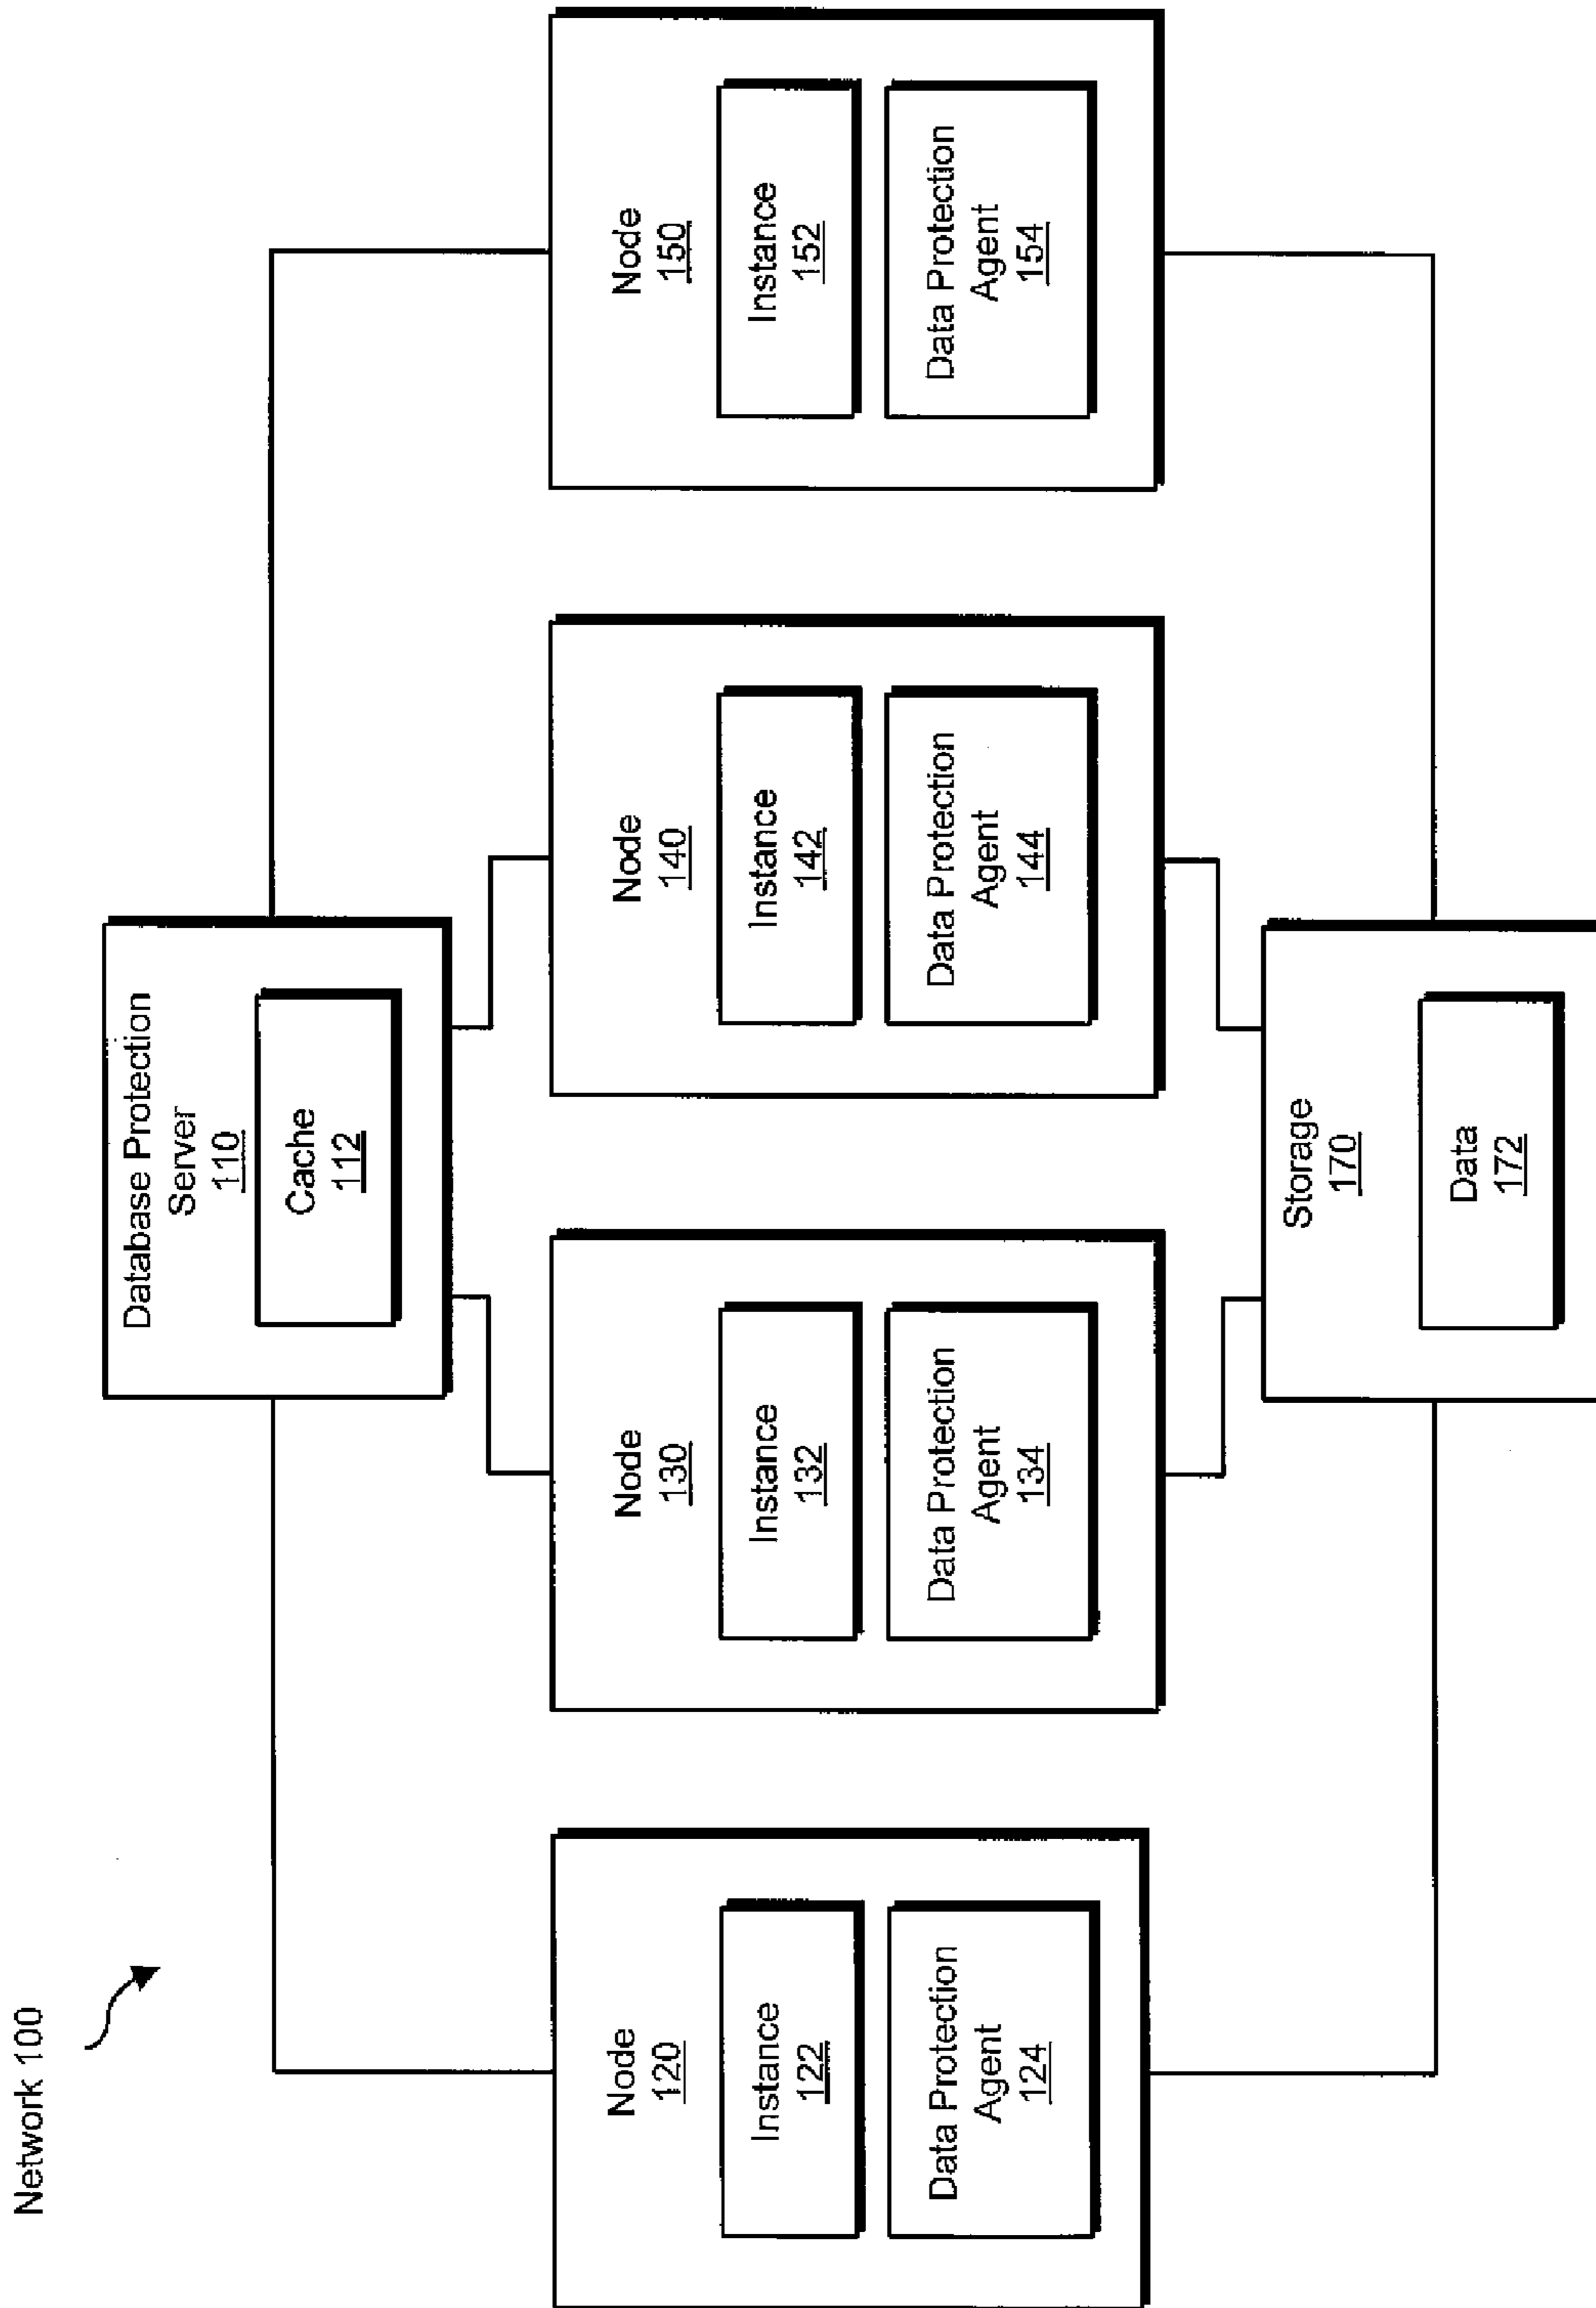 Network 100
Database Protection
Server
110
Cache
112
Node
120
Instance
122
Data Protection
Agent
124
Node
130
Instance
132
Data Protection
Agent
134
Node
140
Instance
142
Data Protection
Agent
144
Node
150
Instance
152
Data Protection
Agent
154
Storage
170
Data
172